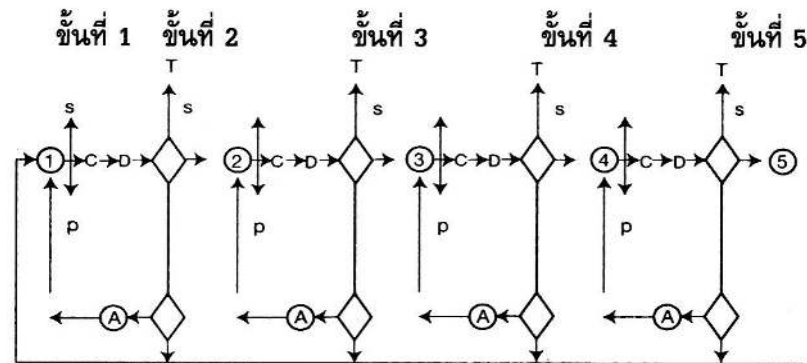 ขั้นที่ 1 ขั้นที่ 2 ขั้นที่ 3 ขั้นที่ 4 ขั้นที่ 5
T T T T
s s s s s
1 C D 2 C D 3 C D 4 C D 5
p p p p
A A A A